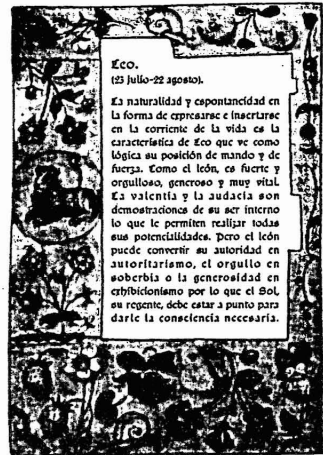 Leo.
(23 Julio-22 agosto).
La naturalidad y espontaneidad en
la forma de expresarse e insertarse
en la corriente de la vida es la
característica de Leo que ve como
lógica su posición de mando y de
fuerza. Como el león, es fuerte y
orgulloso, generoso y muy vital.
La valentía y la audacia son
demostraciones de su ser interno
lo que le permiten realizar todas
sus potencialidades. Pero el león
puede convertir su autoridad en
autoritarismo, el orgullo en
soberbia o la generosidad en
exhibicionismo por lo que el Sol,
su regente, debe estar a punto para
darle la consciencia necesaria.